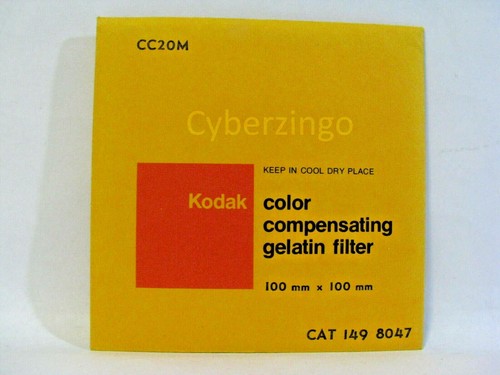 CC20M
Cyberzingo
KEEP IN COOL DRY PLACE
Kodak
color
compensating
gelatin filter
100 mm x 100 mm
CAT 149 8047